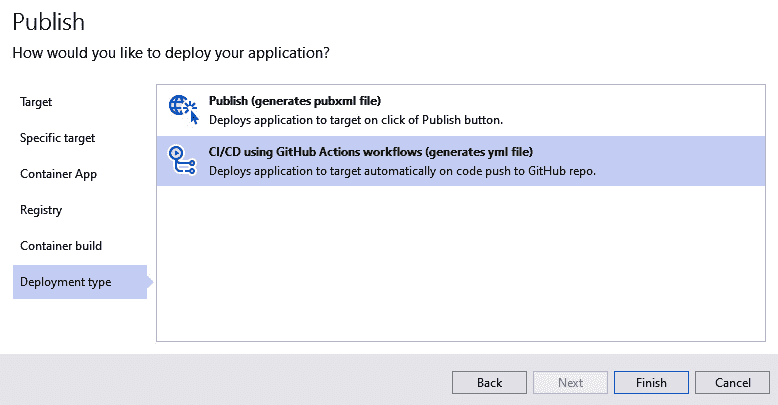 Publish
How would you like to deploy your application?
Target
Specific target
Container App
Registry
Container build
Deployment type
Publish (generates pubxml file)
Deploys application to target on click of Publish button.
CI/CD using GitHub Actions workflows (generates yml file)
Deploys application to target automatically on code push to GitHub repo.
Back
Next
Finish
Cancel